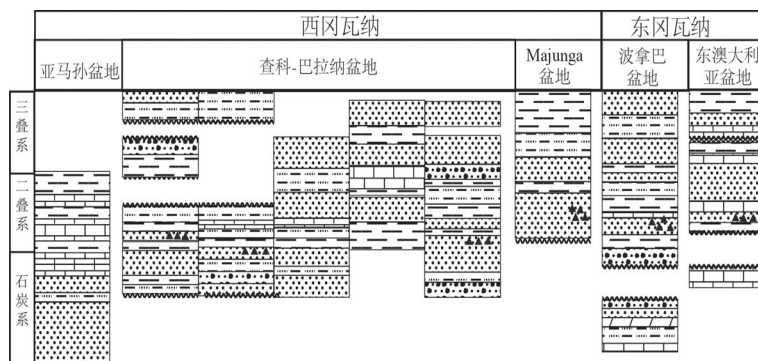 西冈瓦纳
东冈瓦纳
亚马孙盆地
查科-巴拉纳盆地
Majunga
盆地
波拿巴
盆地
东澳大利
亚盆地
三叠系
二叠系
石炭系